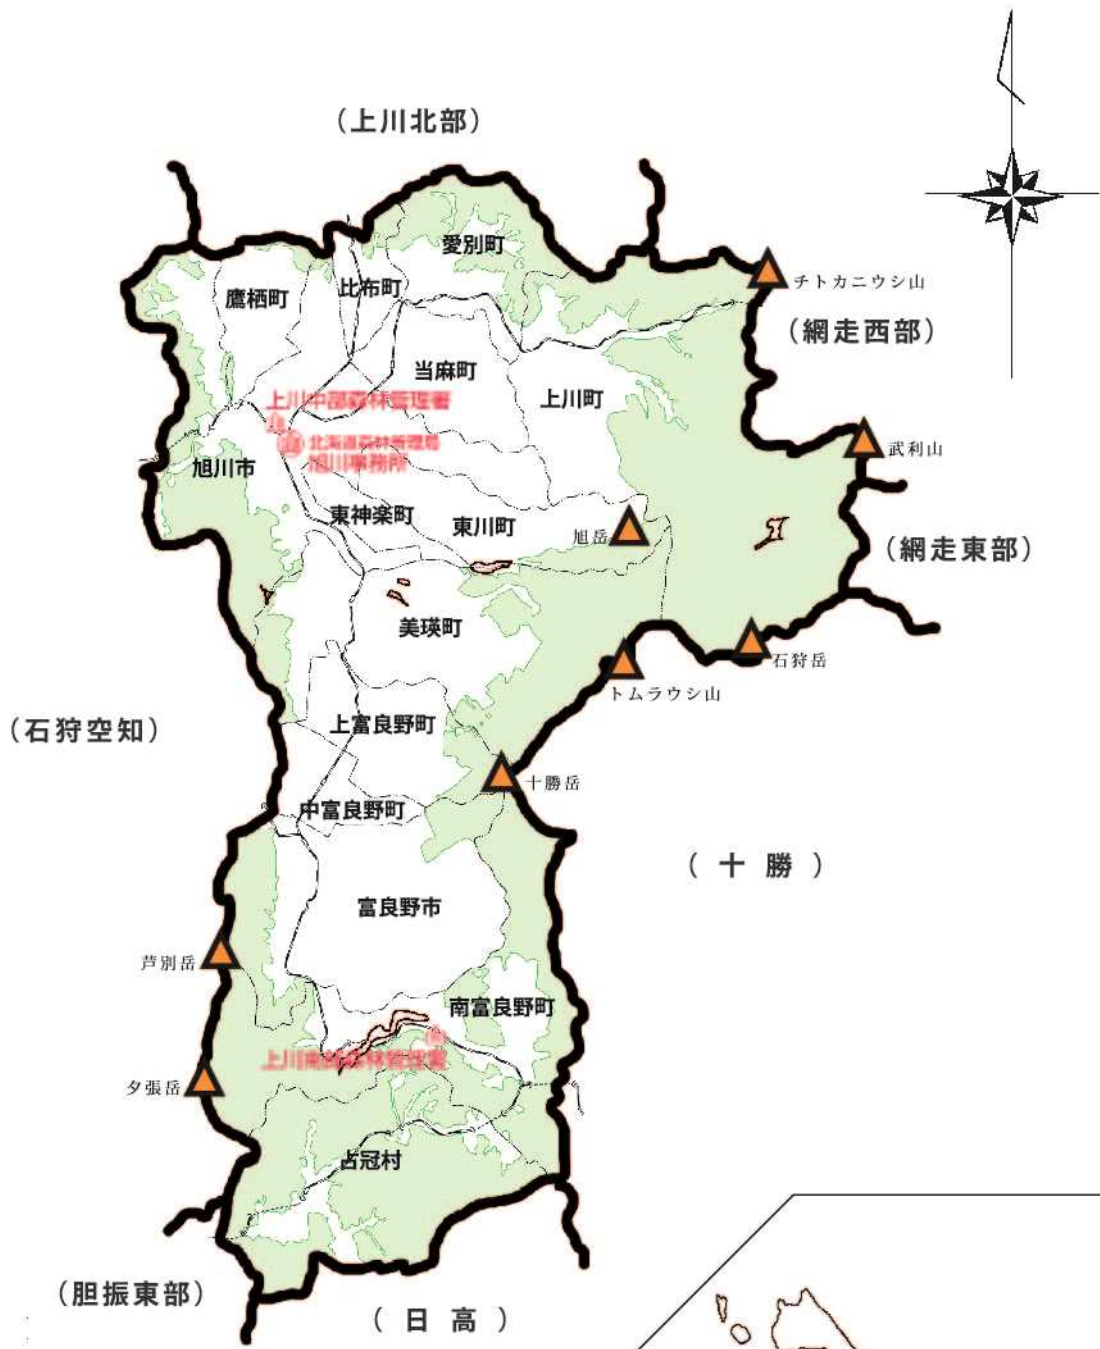 （上川北部）
愛別町
チトカニウシ山
比布町
鷹栖町
（網走西部）
当麻町
上川町
上川中部森林管理署
武利山
北海道森林管理局
旭川事務所
旭川市
東神楽町
東川町
旭岳
（網走東部）
美瑛町
石狩岳
トムラウシ山
（石狩空知）
上富良野町
十勝岳
中富良野町
（十勝）
富良野市
芦別岳
南富良野町
上川南部森林管理署
夕張岳
占冠村
（胆振東部）
（日高）